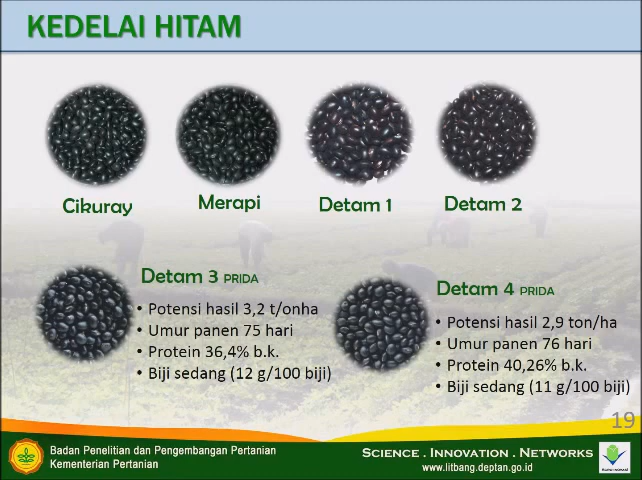 KEDELAI HITAM
Cikuray
Merapi
Detam 1
Detam 2
Detam 3 PRIDA
• Potensi hasil 3,2 t/onha
• Umur panen 75 hari
• Protein 36,4% b.k.
• Biji sedang (12 g/100 biji)
Detam 4 PRIDA
• Potensi hasil 2,9 ton/ha
• Umur panen 76 hari
• Protein 40,26% b.k.
• Biji sedang (11 g/100 biji)
19
Badan Penelitian dan Pengembangan Pertanian
Kementerian Pertanian
SCIENCE . INNOVATION . NETWORKS
www.litbang.deptan.go.id